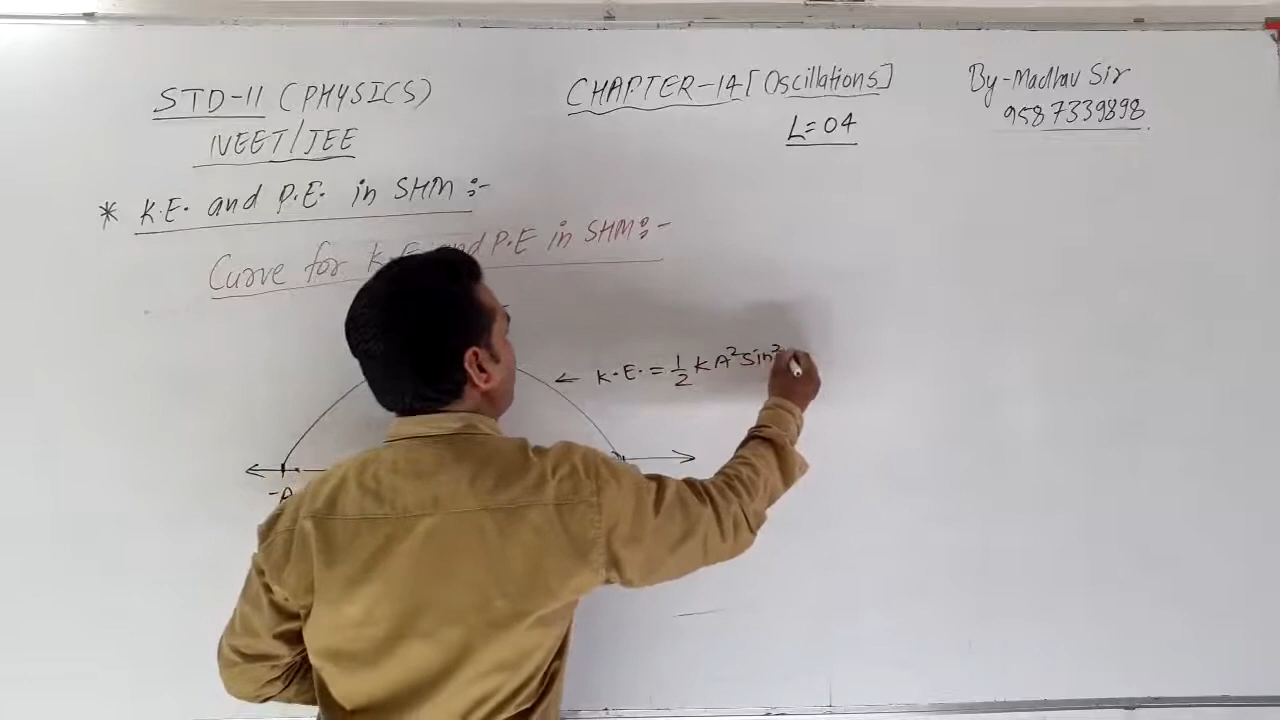 STD-11 (PHYSICS)
NEET/JEE
CHAPTER-14 [Oscillations]
L=04
By-Madhav Sir
9587339898
* K.E. and P.E. in SHM :-
Curve for K.E. and P.E in SHM :-
← K.E. = 1/2 KA² sin²
-A